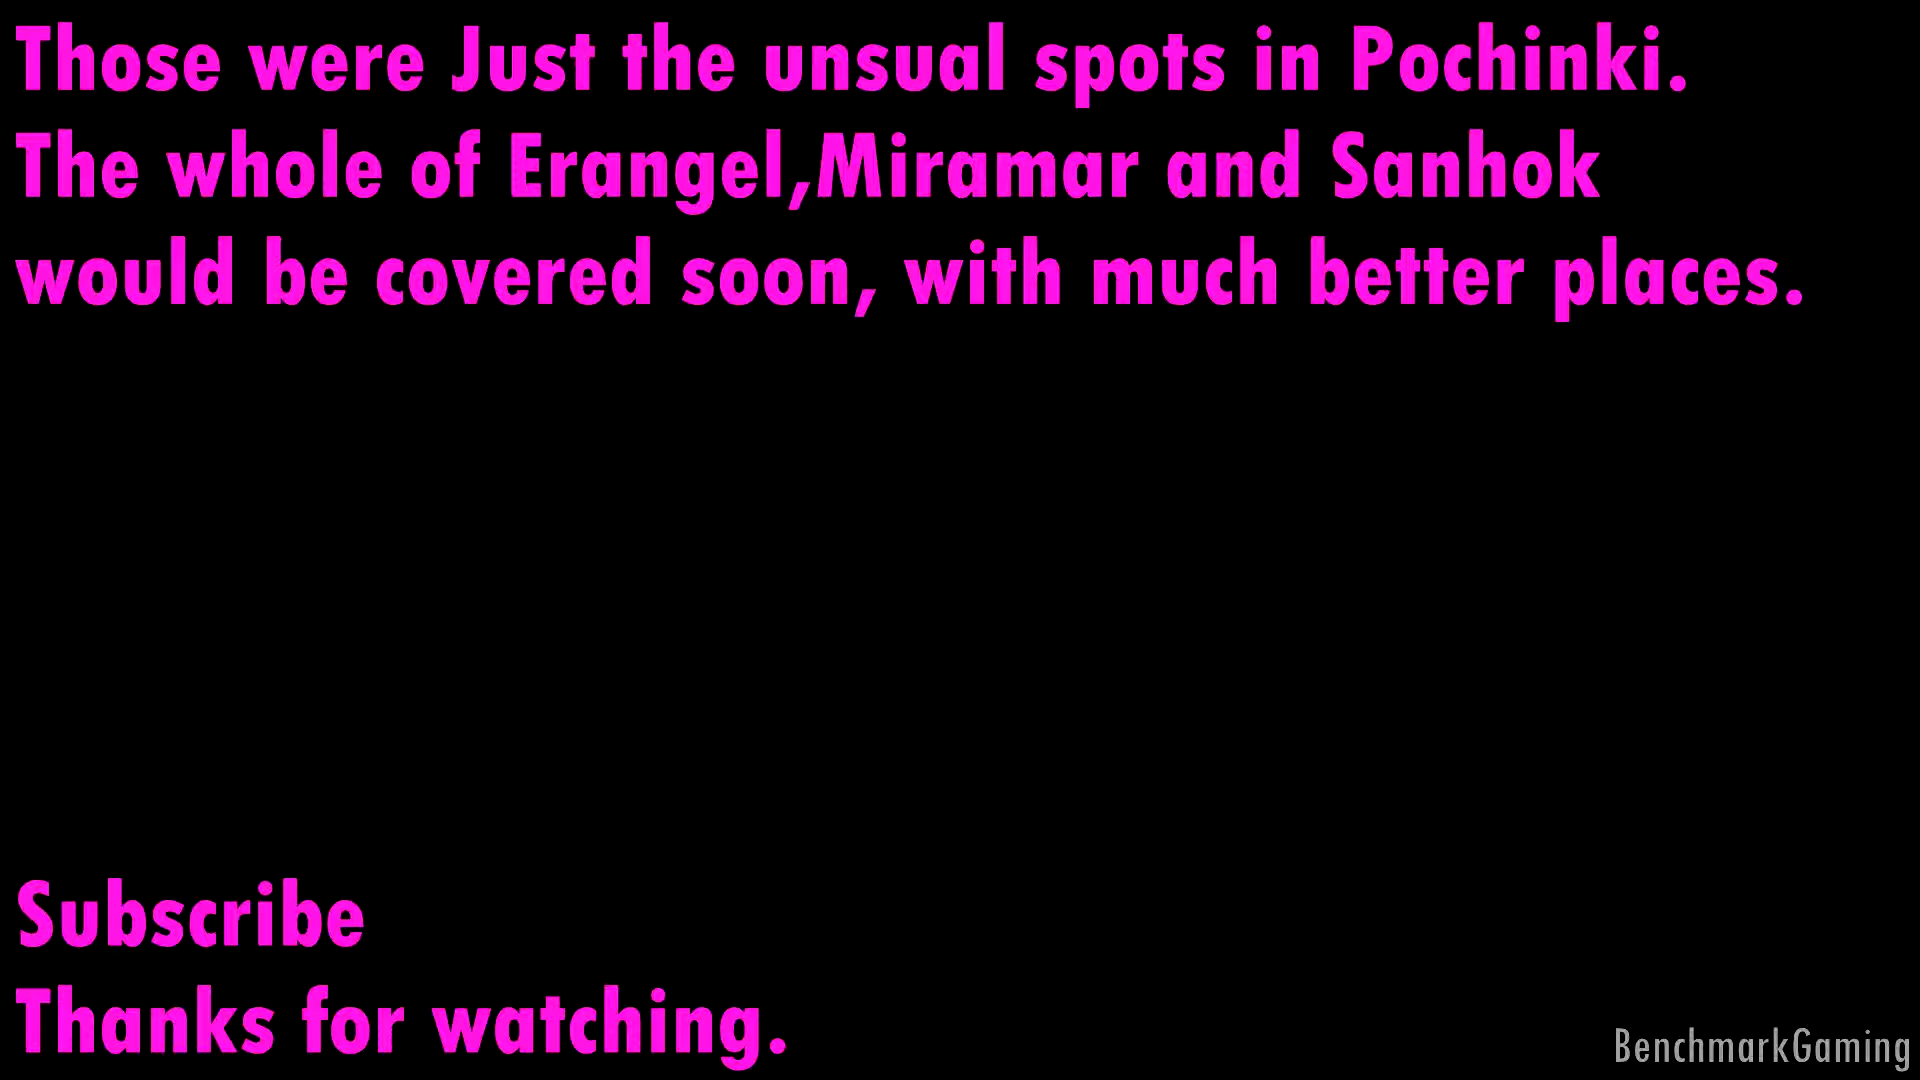 Those were Just the unsual spots in Pochinki.
The whole of Erangel,Miramar and Sanhok
would be covered soon, with much better places.
Subscribe
Thanks for watching.
BenchmarkGaming